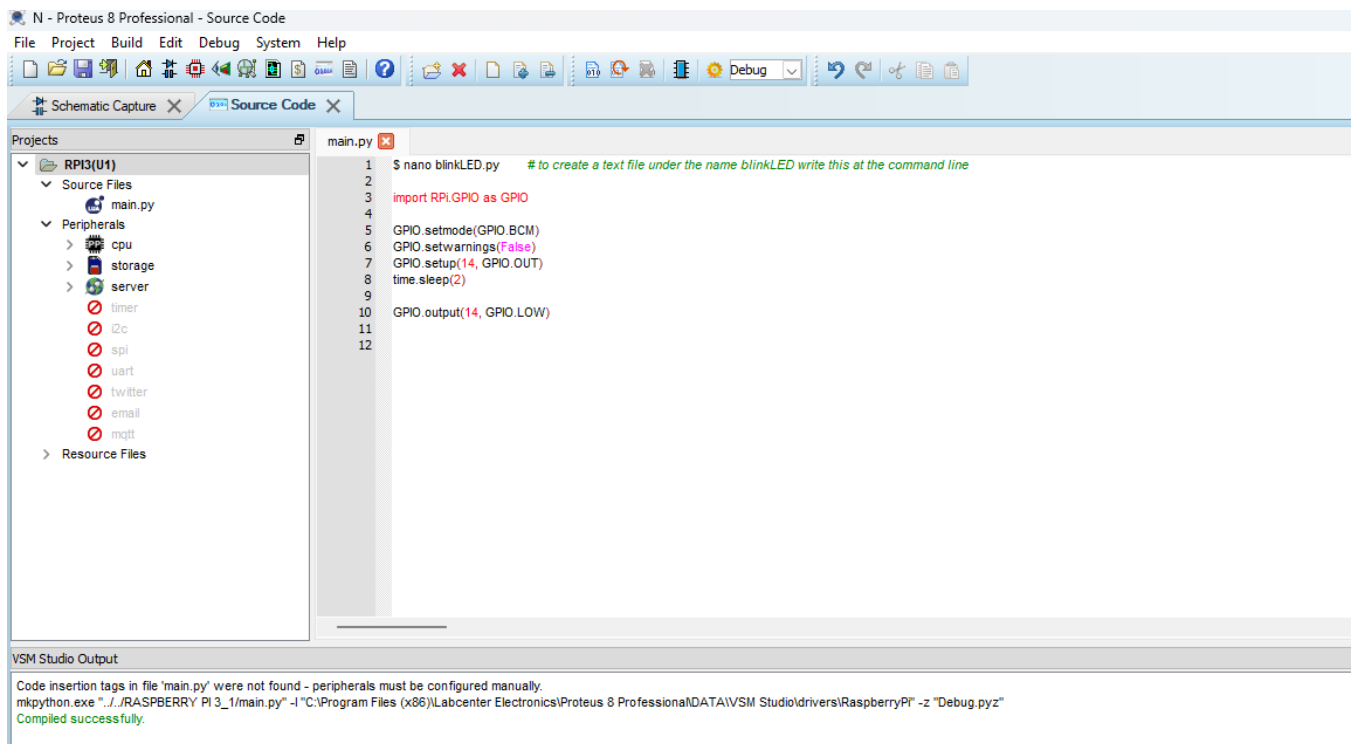 N - Proteus 8 Professional - Source Code
File Project Build Edit Debug System Help
Debug
Schematic Capture
Source Code
Projects
RPI3(U1)
Source Files
main.py
Peripherals
cpu
storage
server
timer
i2c
spi
uart
twitter
email
mqtt
Resource Files
main.py
1 $ nano blinkLED.py # to create a text file under the name blinkLED write this at the command line
2
3 import RPi.GPIO as GPIO
4
5 GPIO.setmode(GPIO.BCM)
6 GPIO.setwarnings(False)
7 GPIO.setup(14, GPIO.OUT)
8 time.sleep(2)
9
10 GPIO.output(14, GPIO.LOW)
11
12
VSM Studio Output
Code insertion tags in file 'main.py' were not found - peripherals must be configured manually.
mkpython.exe "../../RASPBERRY PI 3_1/main.py" -l "C:\Program Files (x86)\Labcenter Electronics\Proteus 8 Professional\DATA\VSM Studio\drivers\RaspberryPi" -z "Debug.pyz"
Compiled successfully.